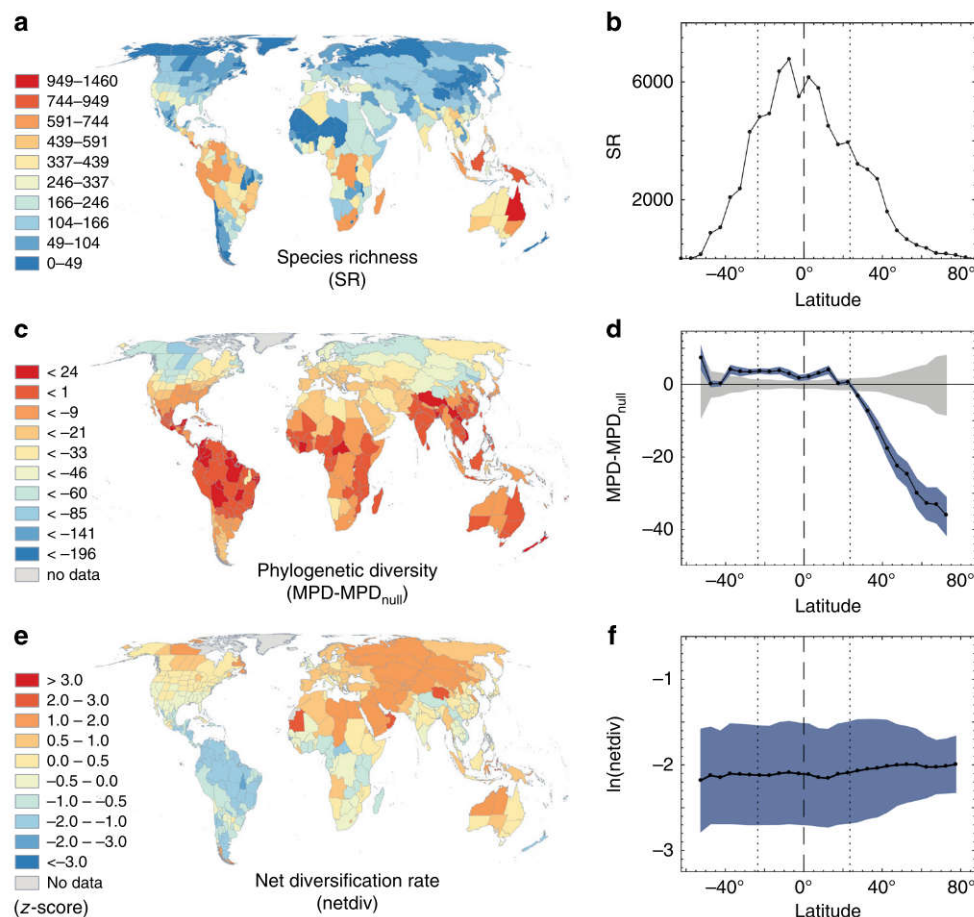 a
949–1460
744–949
591–744
439–591
337–439
246–337
166–246
104–166
49–104
0–49
Species richness
(SR)
b
6000
2000
SR
−40° 0° 40° 80°
Latitude
c
< 24
< 1
< −9
< −21
< −33
< −46
< −60
< −85
< −141
< −196
no data
Phylogenetic diversity
(MPD-MPDnull)
d
0
−20
−40
MPD-MPDnull
−40° 0° 40° 80°
Latitude
e
> 3.0
2.0 – 3.0
1.0 – 2.0
0.5 – 1.0
0.0 – 0.5
−0.5 – 0.0
−1.0 – −0.5
−2.0 – −1.0
−2.0 – −3.0
<−3.0
No data
(z-score)
Net diversification rate
(netdiv)
f
−1
−2
−3
ln(netdiv)
−40° 0° 40° 80°
Latitude